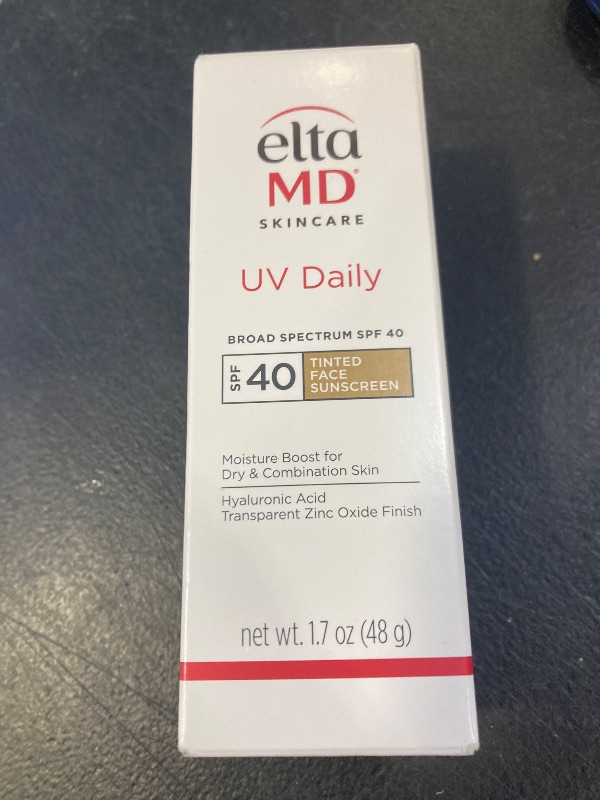 elta
MD®
SKINCARE
UV Daily
BROAD SPECTRUM SPF 40
SPF 40
TINTED
FACE
SUNSCREEN
Moisture Boost for
Dry & Combination Skin
Hyaluronic Acid
Transparent Zinc Oxide Finish
net wt. 1.7 oz (48 g)